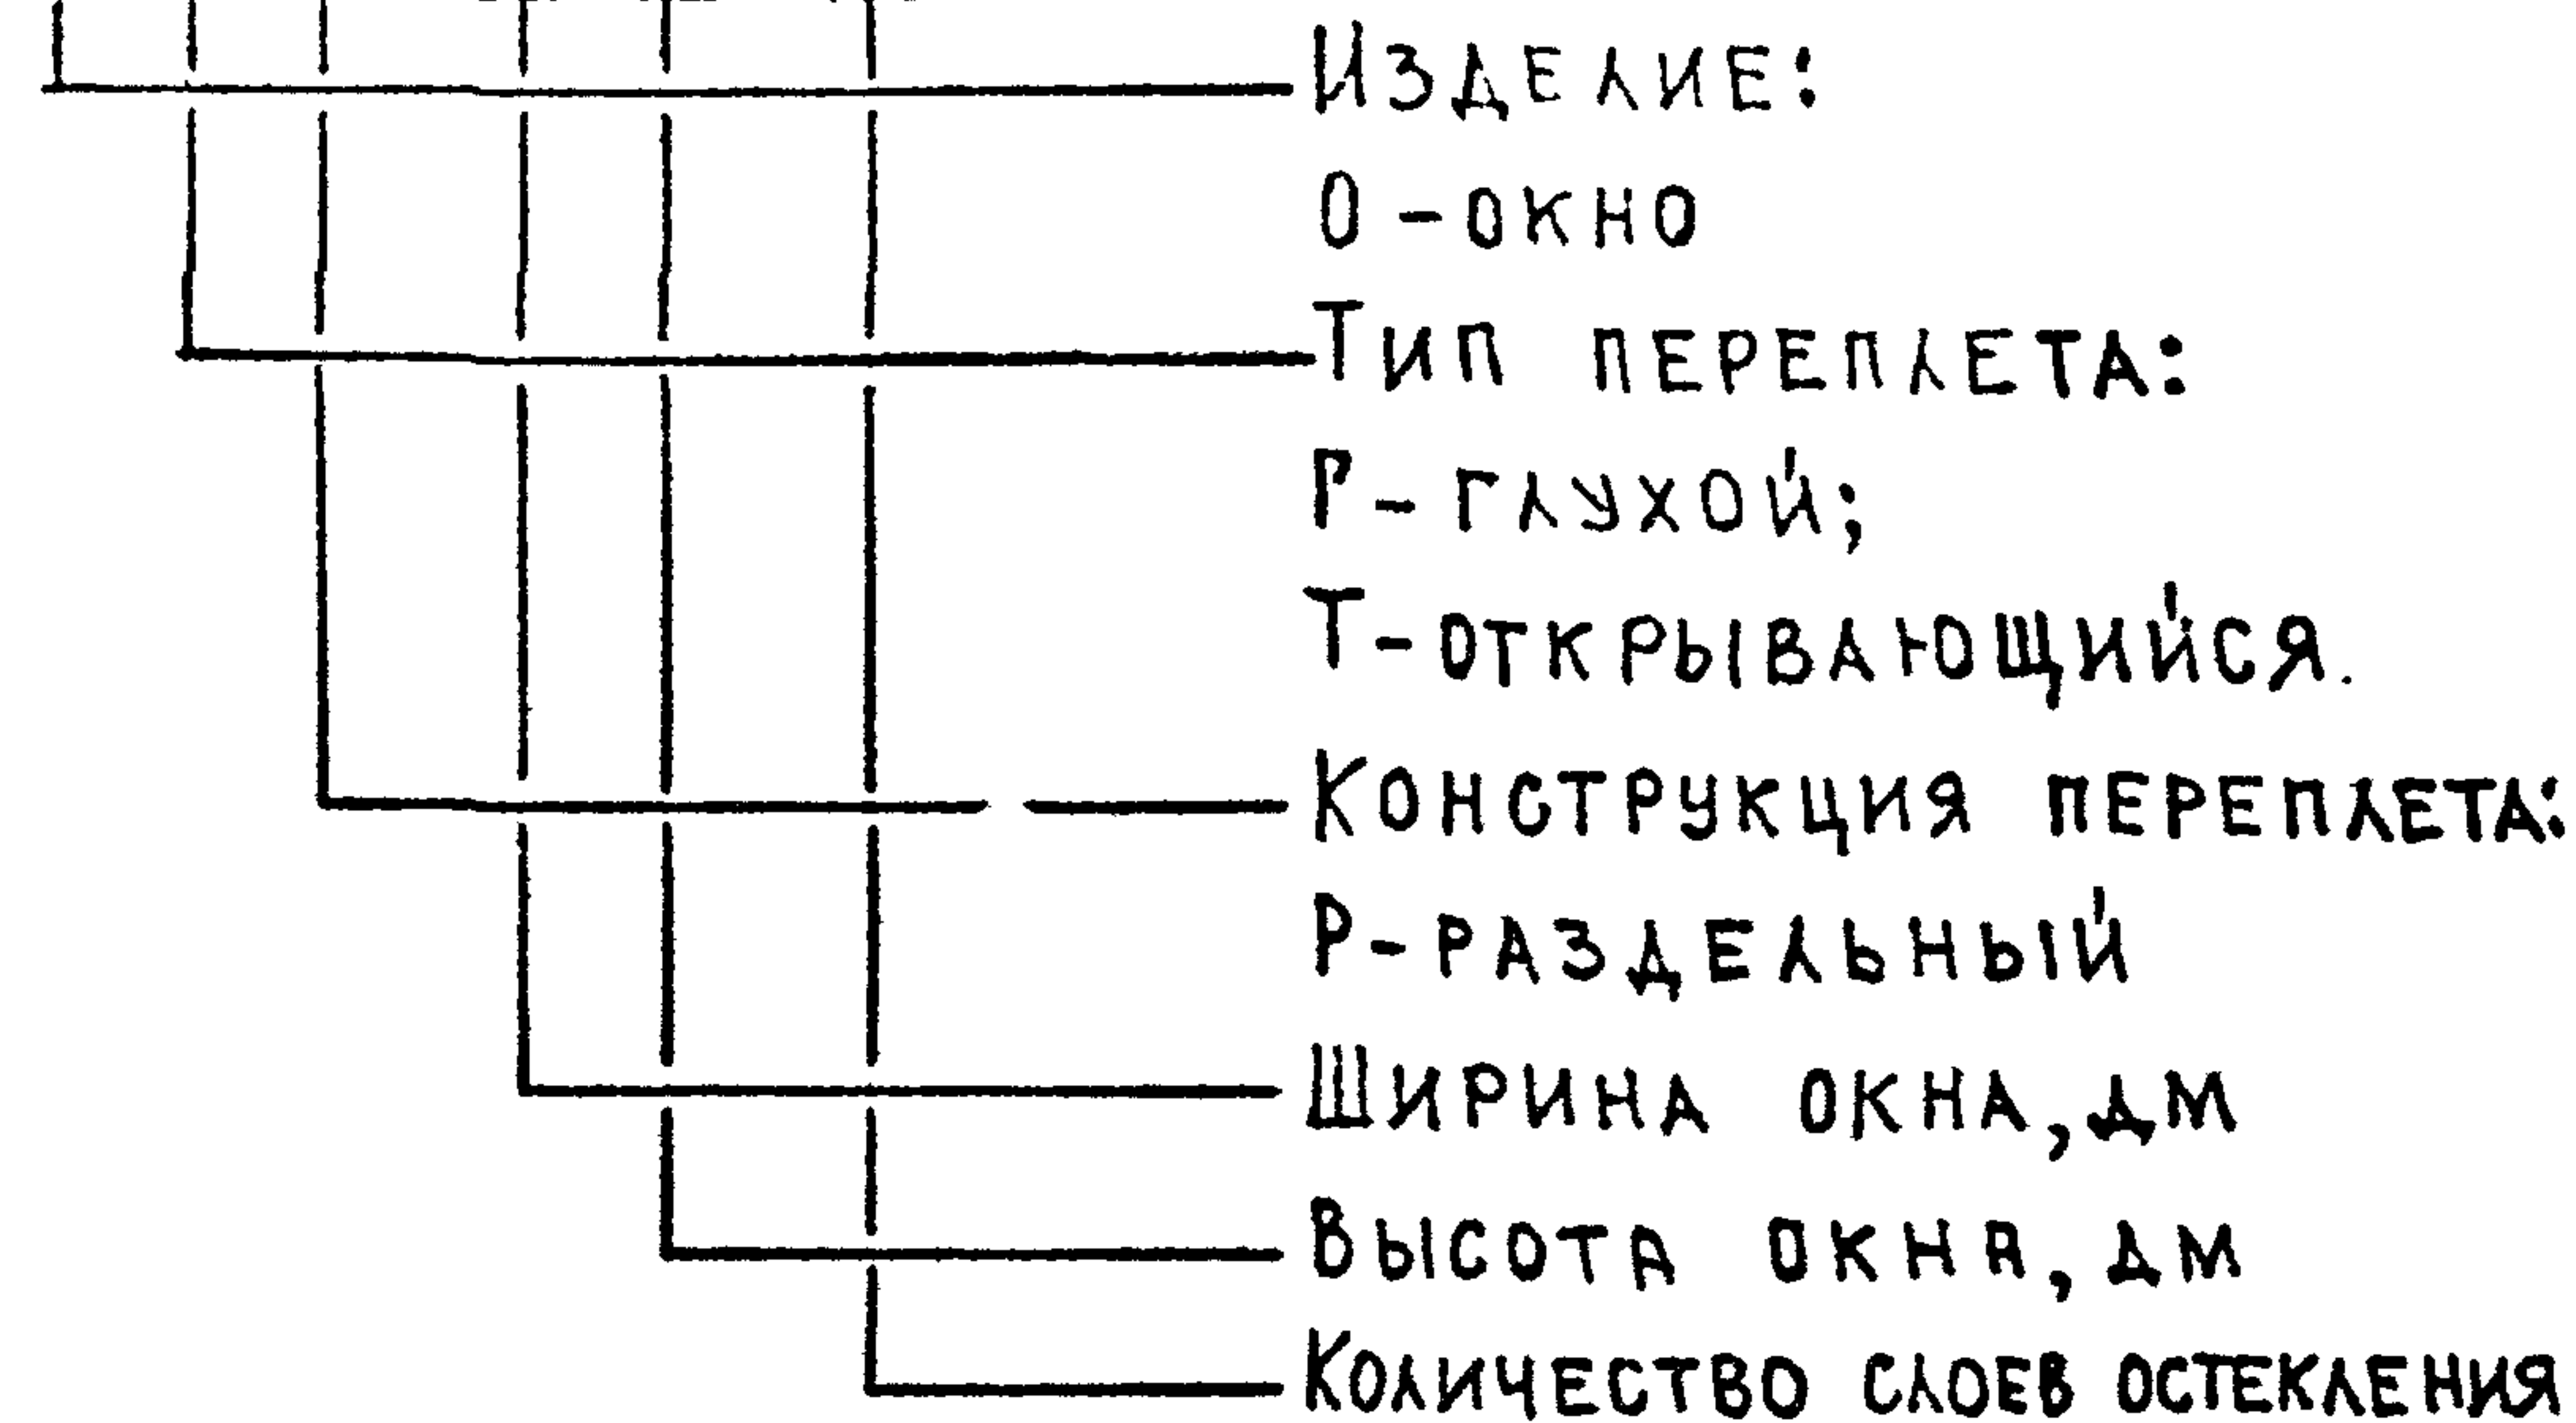 Изделие:
О - окно
Тип переплета:
Г - глухой;
Т - открывающийся.
Конструкция переплета:
Р - раздельный
Ширина окна, дм
Высота окна, дм
Количество слоев остекления